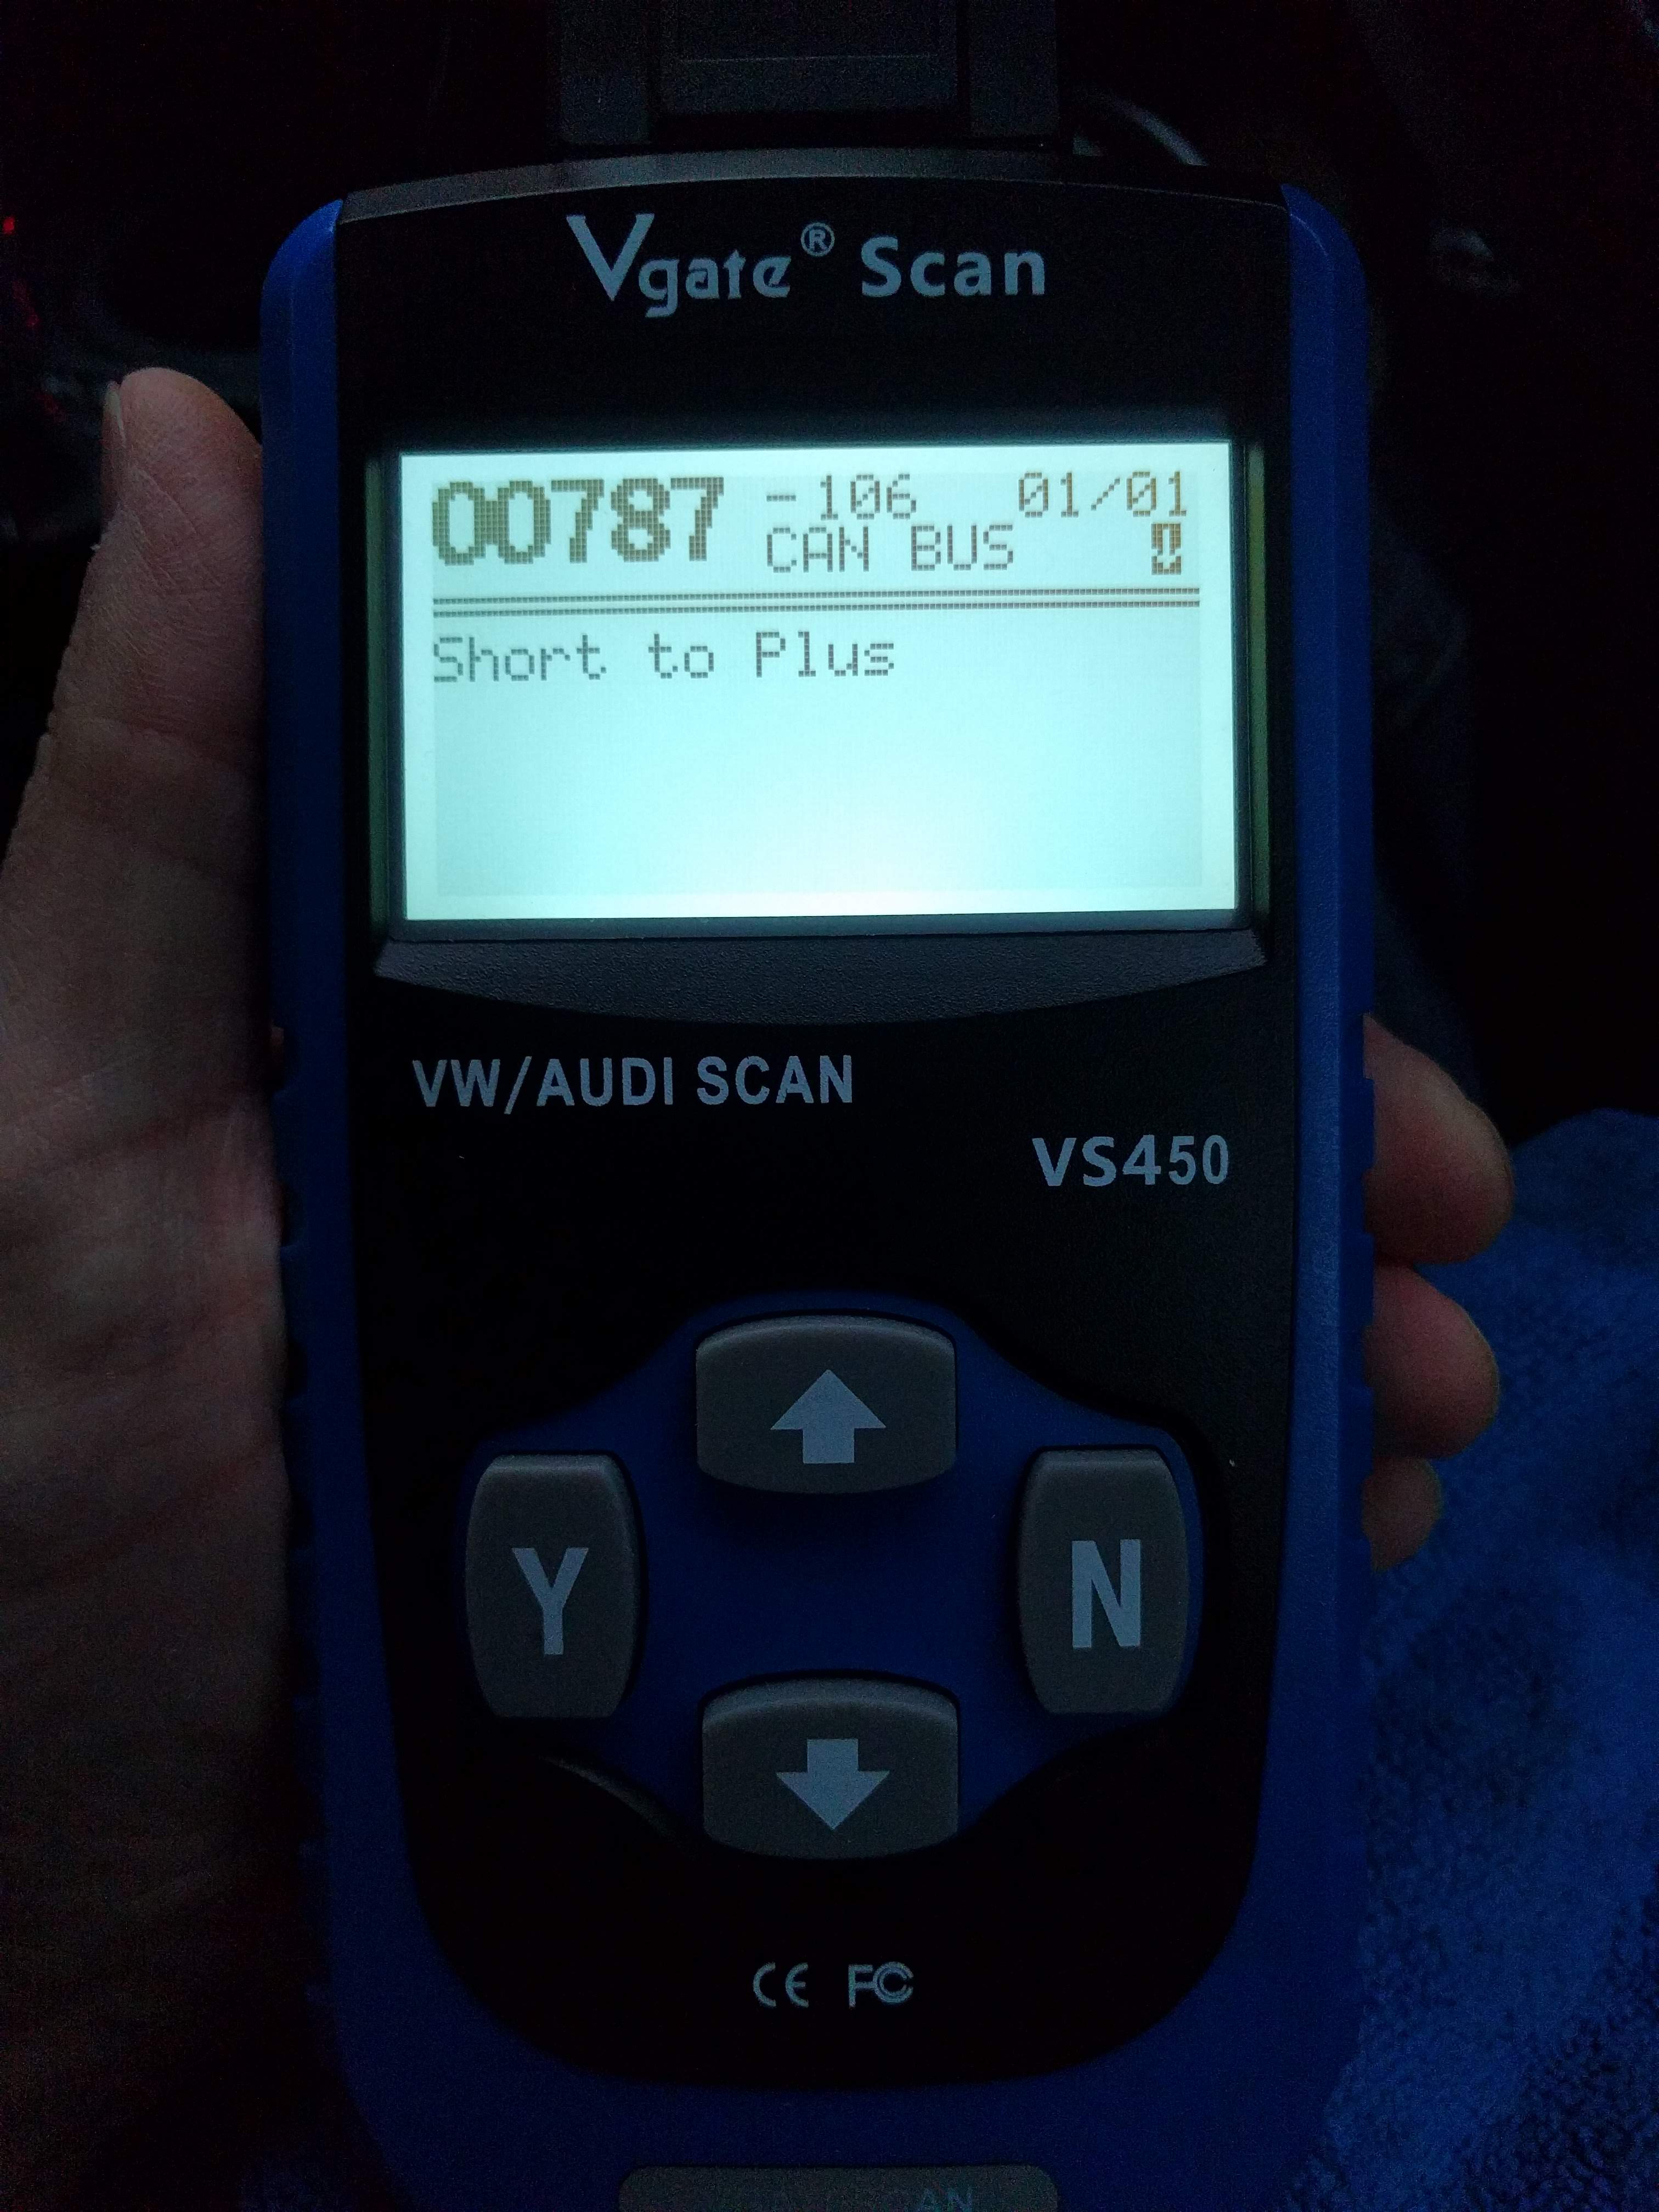 Vgate® Scan
00787 -106 01/01
CAN BUS
Short to Plus
VW/AUDI SCAN
VS450
Y
N
CE FC